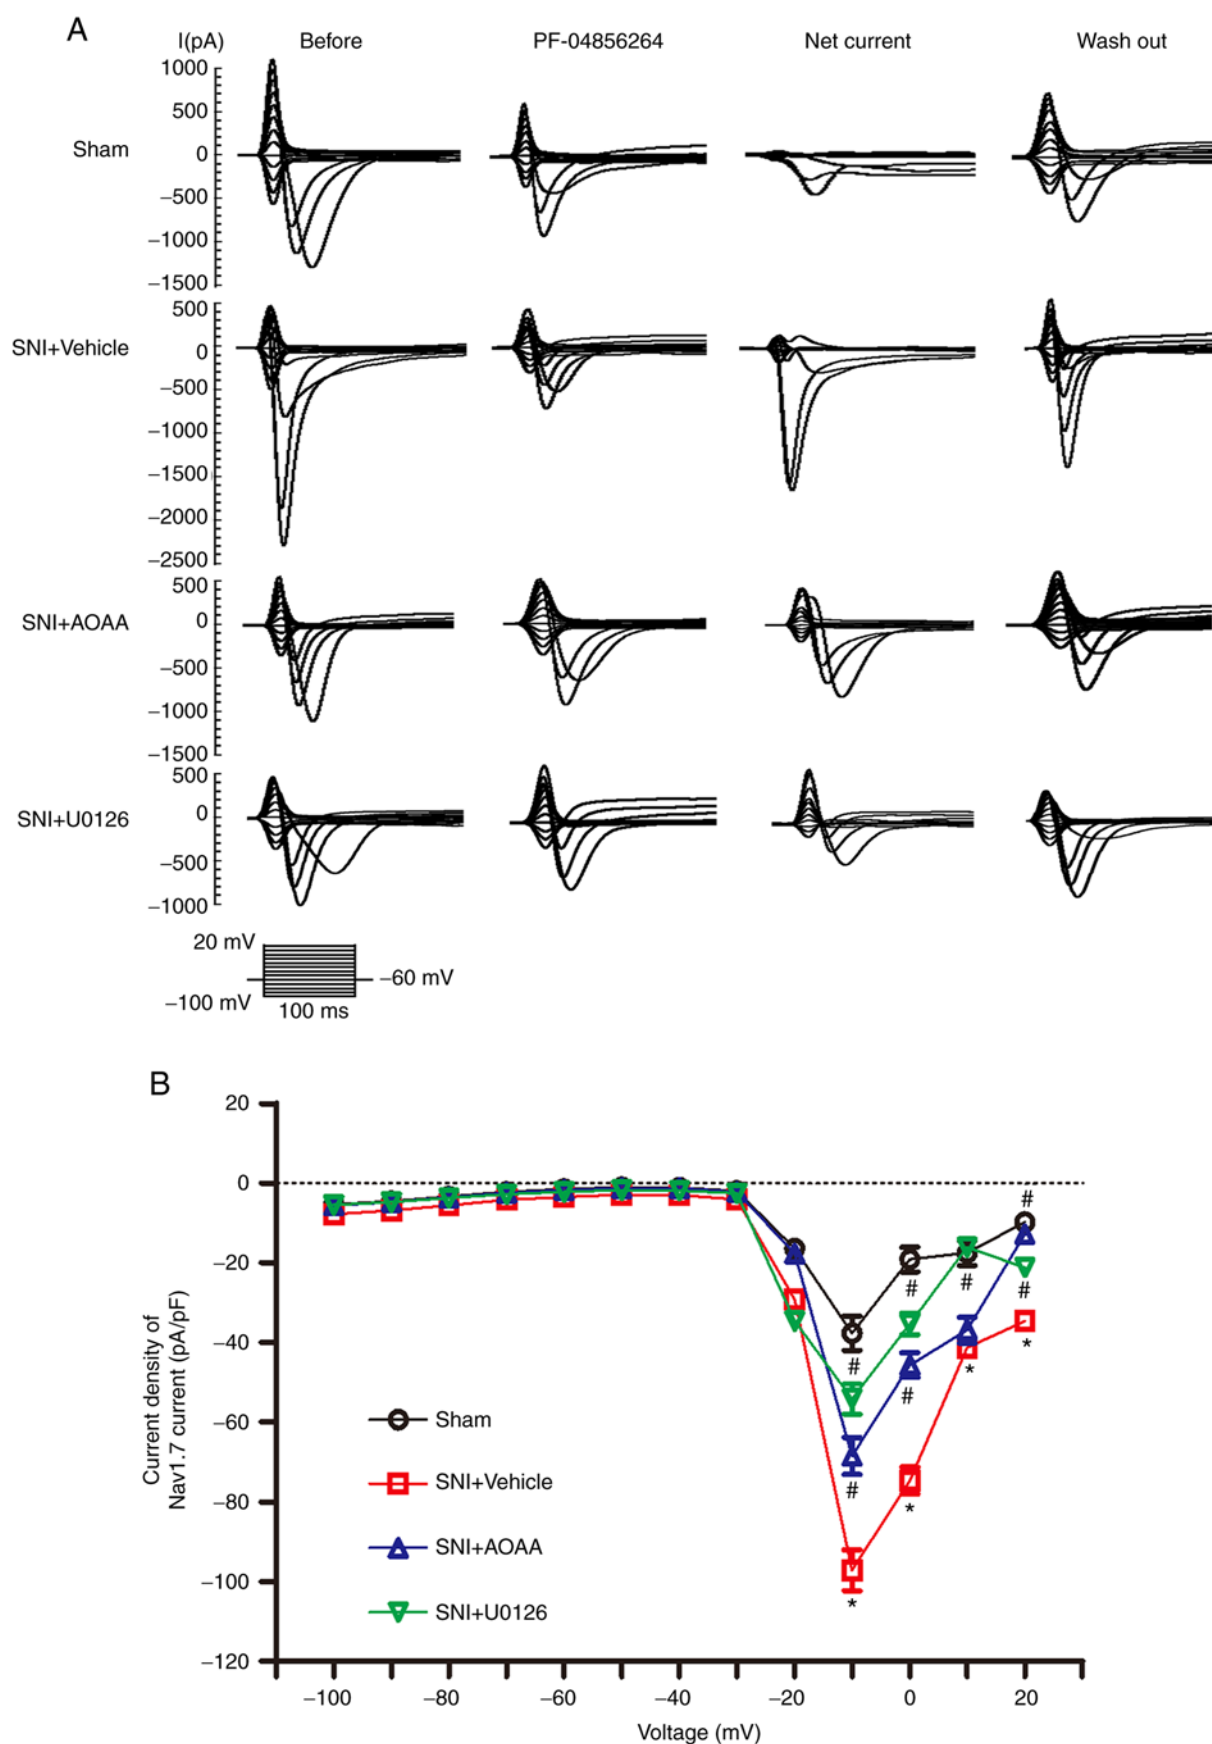 A
I(pA) Before PF-04856264 Net current Wash out
Sham
1000
500
0
−500
−1000
−1500
SNI+Vehicle
500
0
−500
−1000
−1500
−2000
−2500
SNI+AOAA
500
0
−500
−1000
−1500
SNI+U0126
500
0
−500
−1000
20 mV
−60 mV
−100 mV
100 ms
B
Current density of
Nav1.7 current (pA/pF)
20
0
−20
−40
−60
−80
−100
−120
#
# # #
# *
# *
# *
*
Sham
SNI+Vehicle
SNI+AOAA
SNI+U0126
−100 −80 −60 −40 −20 0 20
Voltage (mV)